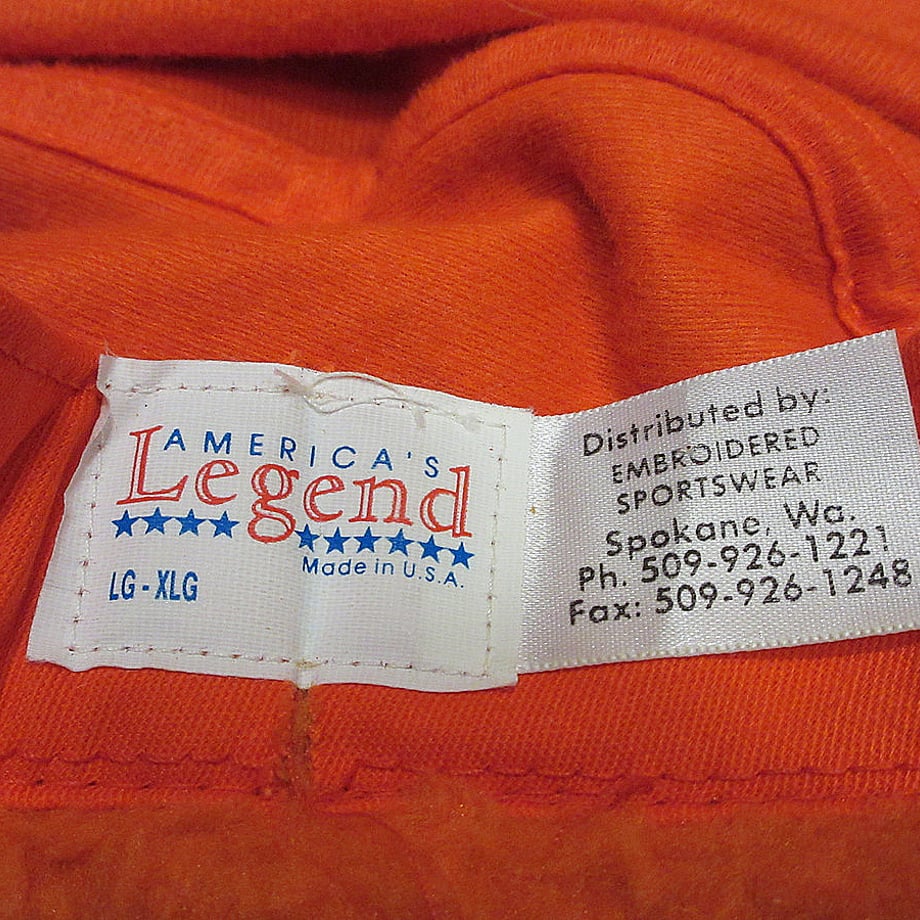 AMERICA'S
Legend
Made in U.S.A.
LG - XLG
Distributed by:
EMBROIDERED
SPORTSWEAR
Spokane, Wa.
Ph. 509-926-1221
Fax: 509-926-1248